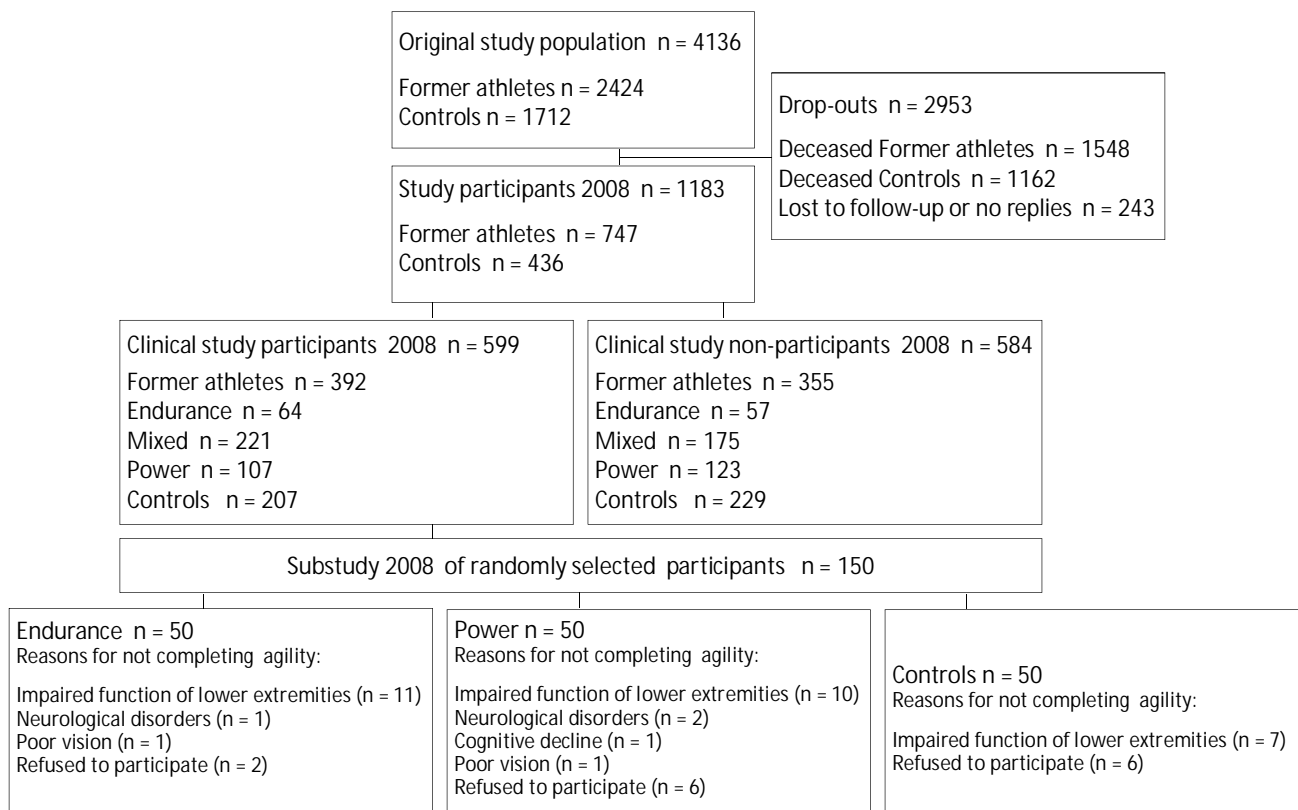 Original study population n = 4136
Former athletes n = 2424
Controls n = 1712
Drop-outs n = 2953
Deceased Former athletes n = 1548
Deceased Controls n = 1162
Lost to follow-up or no replies n = 243
Study participants 2008 n = 1183
Former athletes n = 747
Controls n = 436
Clinical study participants 2008 n = 599
Former athletes n = 392
Endurance n = 64
Mixed n = 221
Power n = 107
Controls n = 207
Clinical study non-participants 2008 n = 584
Former athletes n = 355
Endurance n = 57
Mixed n = 175
Power n = 123
Controls n = 229
Substudy 2008 of randomly selected participants n = 150
Endurance n = 50
Reasons for not completing agility:
Impaired function of lower extremities (n = 11)
Neurological disorders (n = 1)
Poor vision (n = 1)
Refused to participate (n = 2)
Power n = 50
Reasons for not completing agility:
Impaired function of lower extremities (n = 10)
Neurological disorders (n = 2)
Cognitive decline (n = 1)
Poor vision (n = 1)
Refused to participate (n = 6)
Controls n = 50
Reasons for not completing agility:
Impaired function of lower extremities (n = 7)
Refused to participate (n = 6)